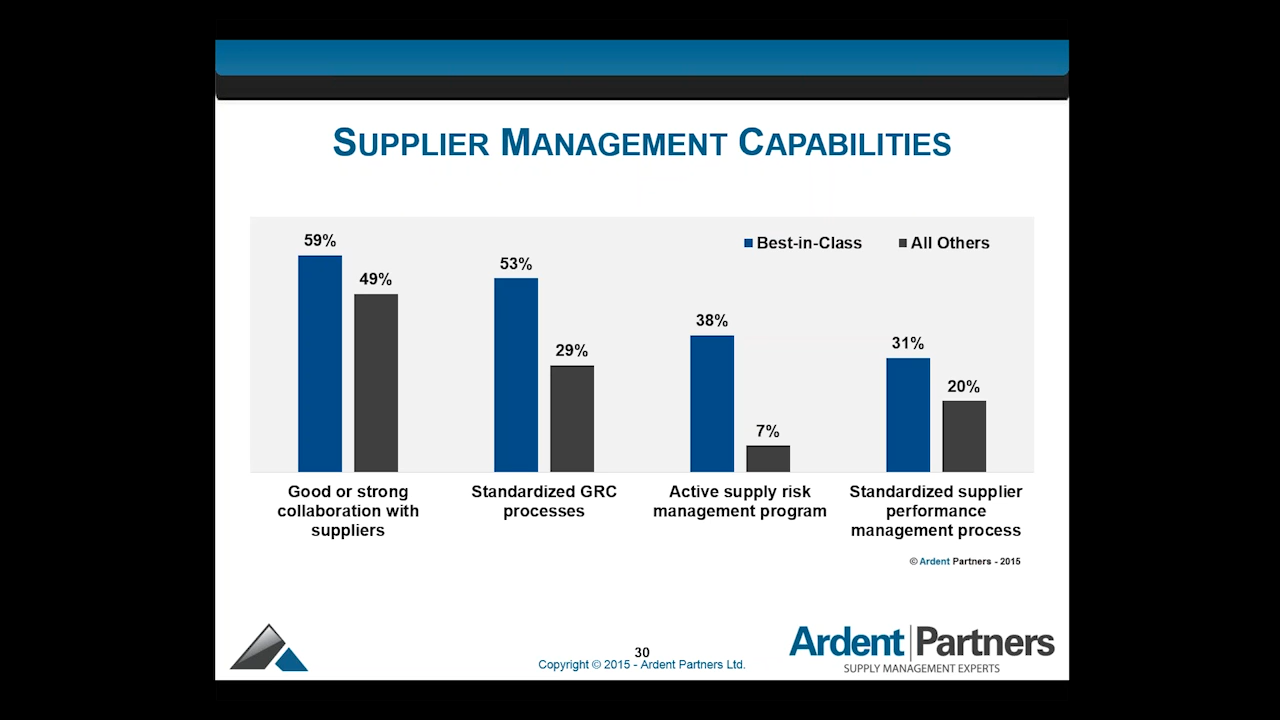 SUPPLIER MANAGEMENT CAPABILITIES
Best-in-Class
All Others
59%
49%
53%
29%
38%
7%
31%
20%
Good or strong
collaboration with
suppliers
Standardized GRC
processes
Active supply risk
management program
Standardized supplier
performance
management process
© Ardent Partners - 2015
30
Copyright © 2015 - Ardent Partners Ltd.
Ardent Partners
SUPPLY MANAGEMENT EXPERTS